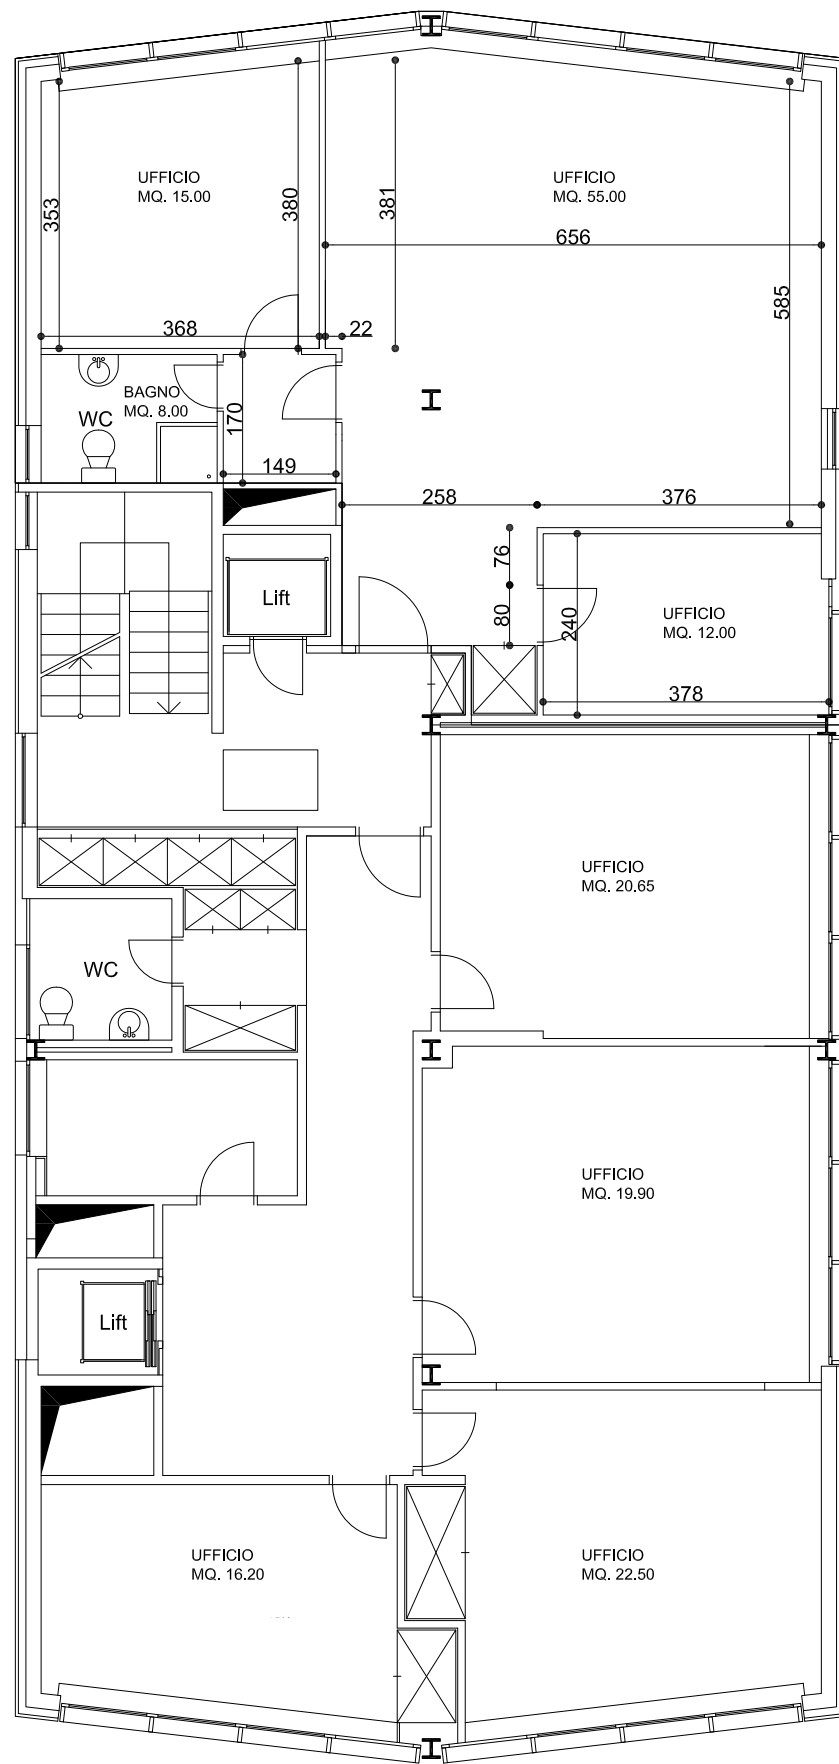 UFFICIO
MQ. 15.00
UFFICIO
MQ. 55.00
353
380
381
656
585
368
22
BAGNO
MQ. 8.00
WC
170
149
258
376
76
Lift
80
240
UFFICIO
MQ. 12.00
378
UFFICIO
MQ. 20.65
WC
UFFICIO
MQ. 19.90
Lift
UFFICIO
MQ. 16.20
UFFICIO
MQ. 22.50